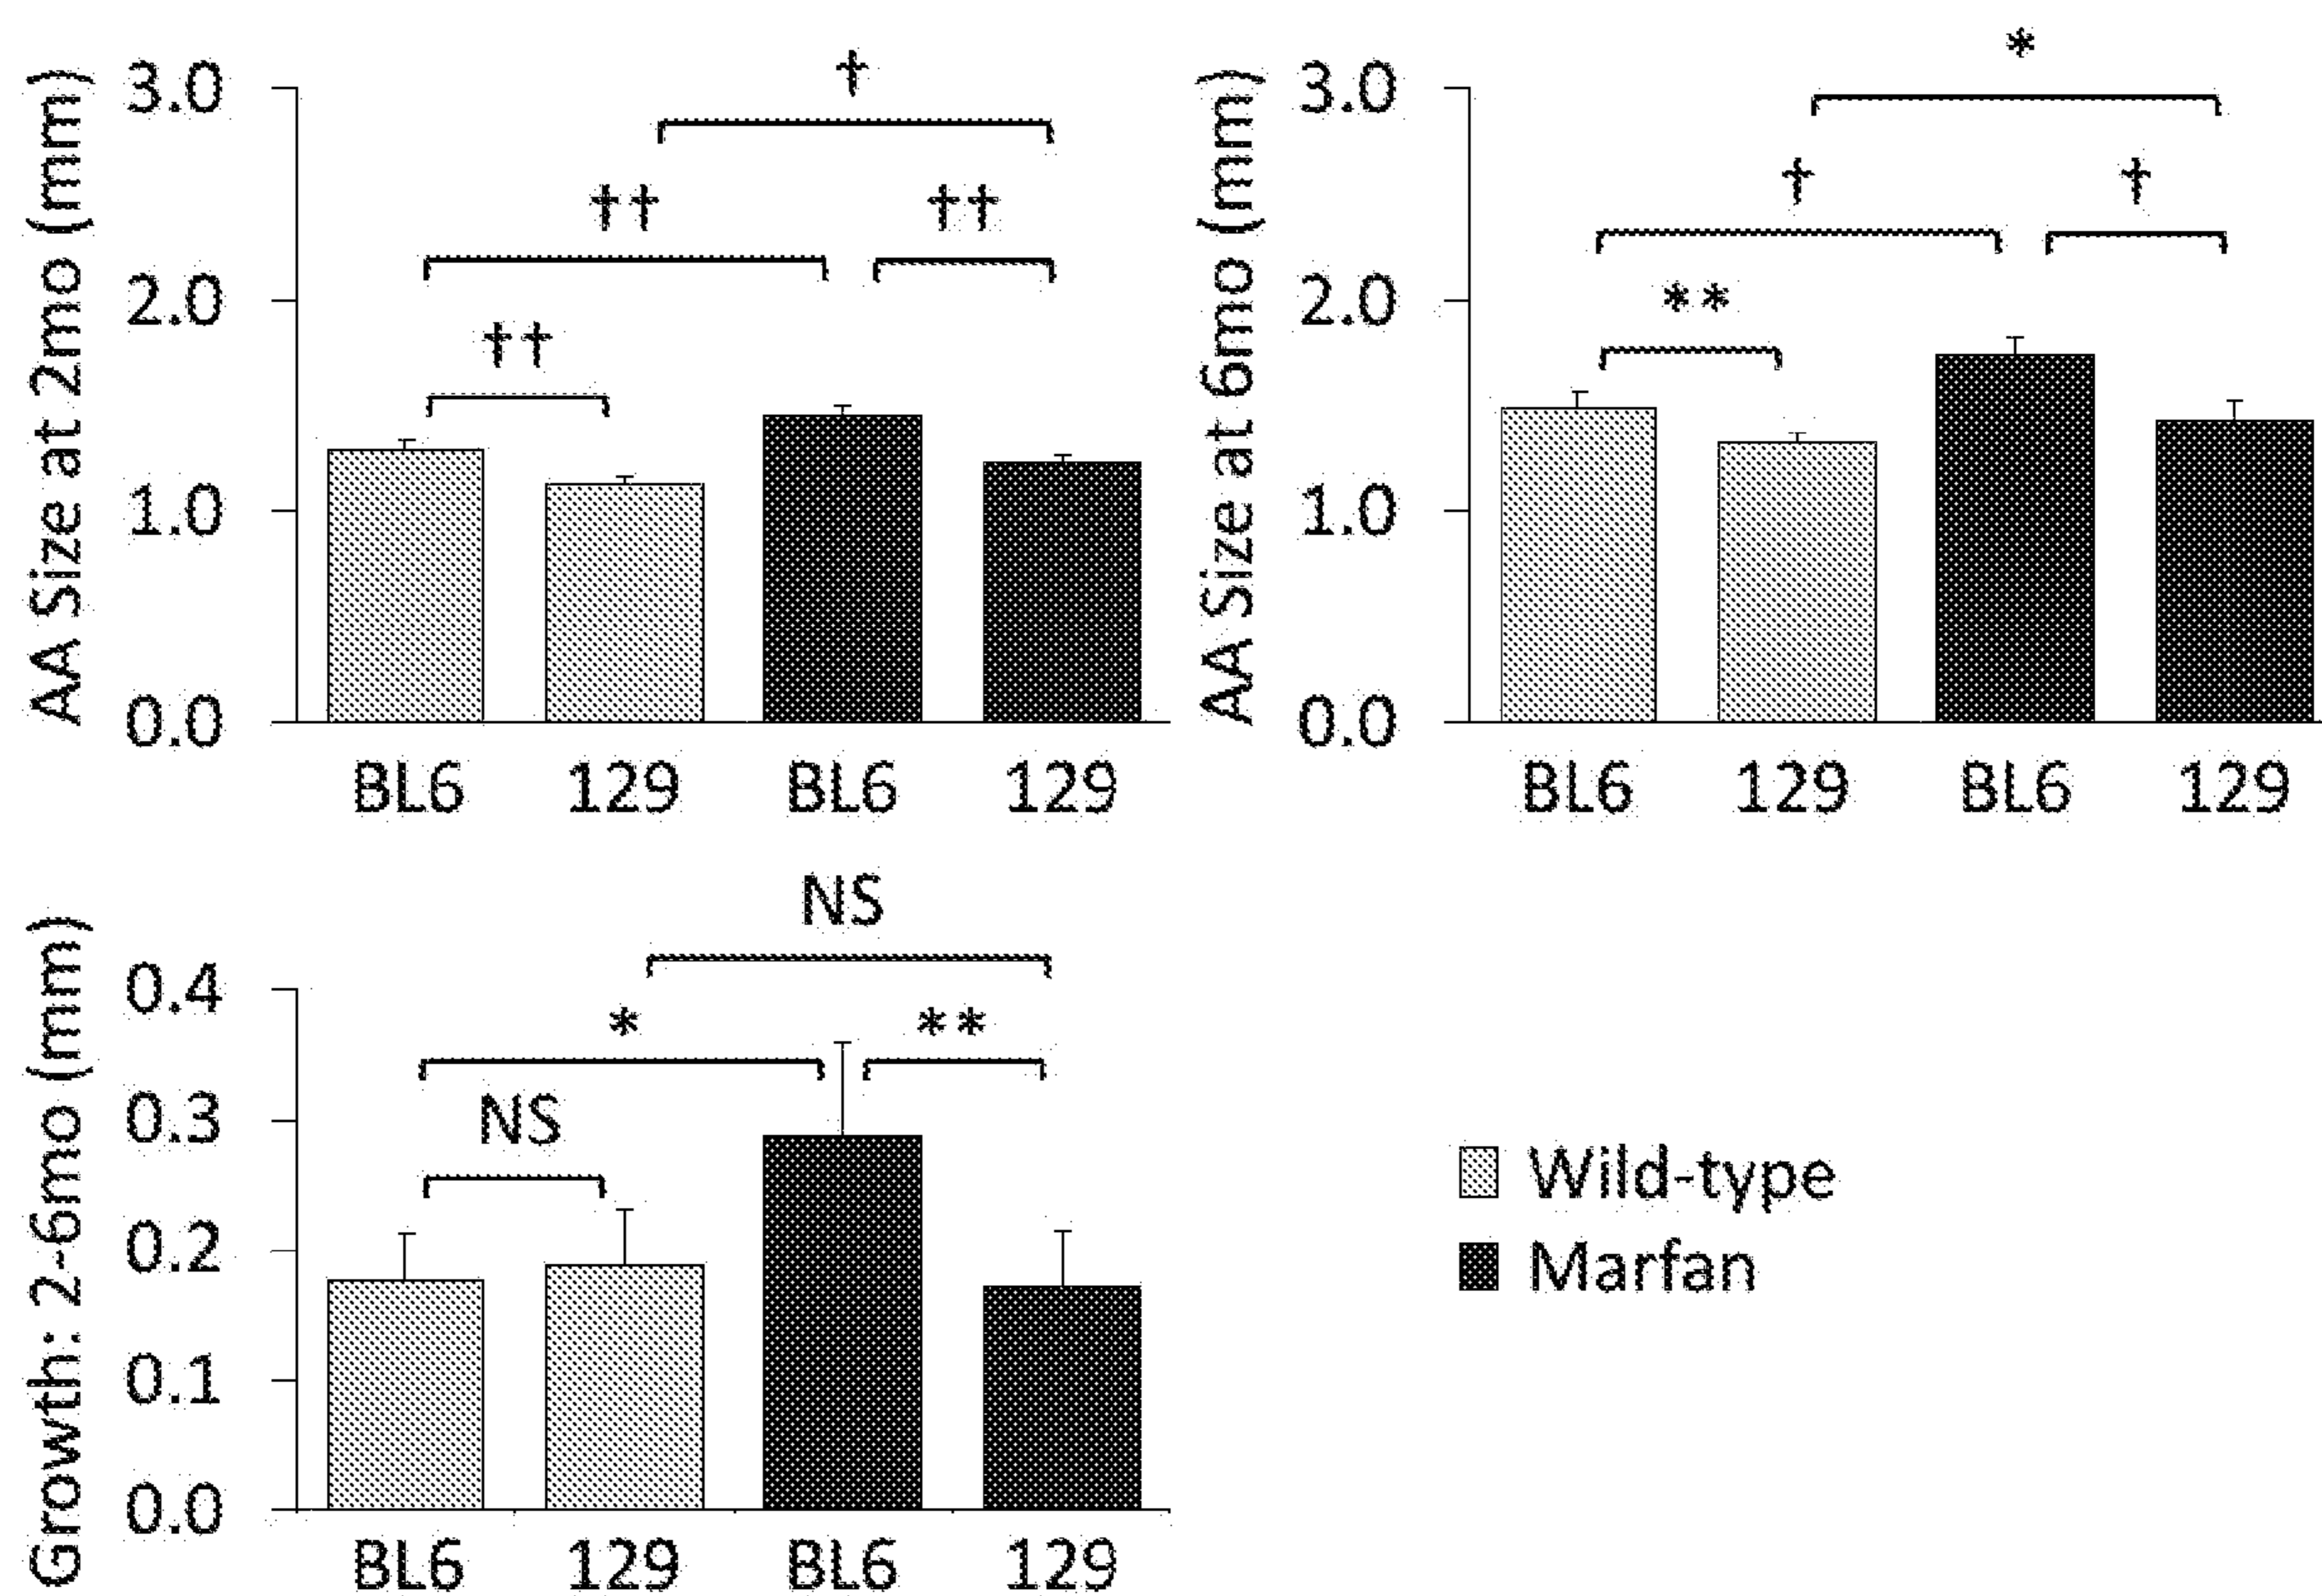 AA Size at 2mo (mm)
3.0
2.0
1.0
0.0
†
††
††
††
BL6 129 BL6 129
AA Size at 6mo (mm)
3.0
2.0
1.0
0.0
*
†
†
**
BL6 129 BL6 129
Growth: 2-6mo (mm)
0.4
0.3
0.2
0.1
0.0
NS
*
**
NS
BL6 129 BL6 129
Wild-type
Marfan